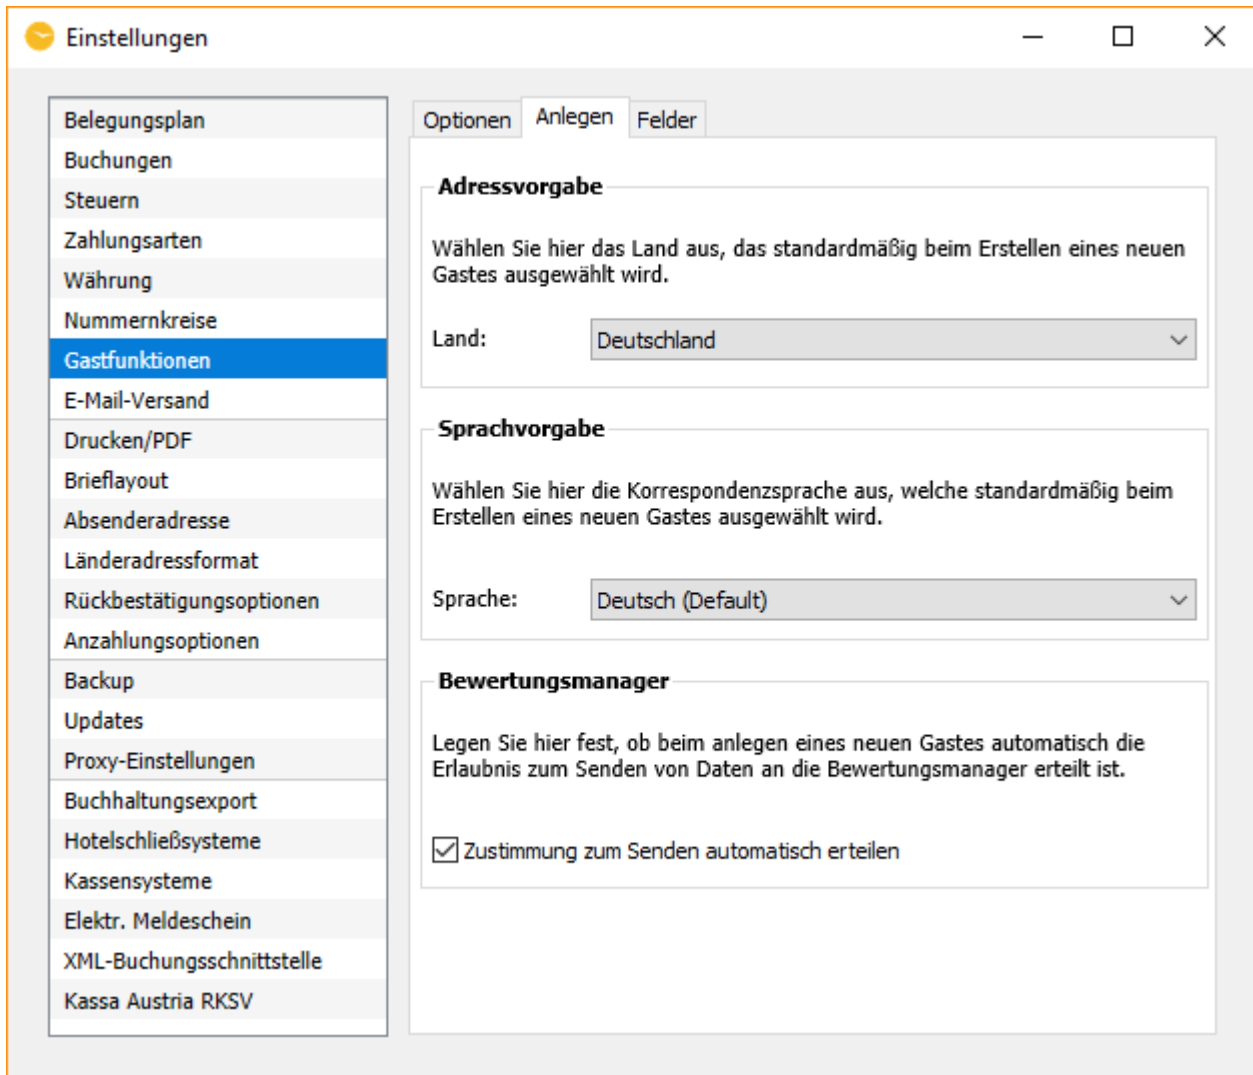 Einstellungen
Belegungsplan
Buchungen
Steuern
Zahlungsarten
Währung
Nummernkreise
Gastfunktionen
E-Mail-Versand
Drucken/PDF
Brieflayout
Absenderadresse
Länderadressformat
Rückbestätigungsoptionen
Anzahlungsoptionen
Backup
Updates
Proxy-Einstellungen
Buchhaltungsexport
Hotelschließsysteme
Kassensysteme
Elektr. Meldeschein
XML-Buchungsschnittstelle
Kassa Austria RKSV
Optionen Anlegen Felder
Adressvorgabe
Wählen Sie hier das Land aus, das standardmäßig beim Erstellen eines neuen
Gastes ausgewählt wird.
Land: Deutschland
Sprachvorgabe
Wählen Sie hier die Korrespondenzsprache aus, welche standardmäßig beim
Erstellen eines neuen Gastes ausgewählt wird.
Sprache: Deutsch (Default)
Bewertungsmanager
Legen Sie hier fest, ob beim anlegen eines neuen Gastes automatisch die
Erlaubnis zum Senden von Daten an die Bewertungsmanager erteilt ist.
Zustimmung zum Senden automatisch erteilen